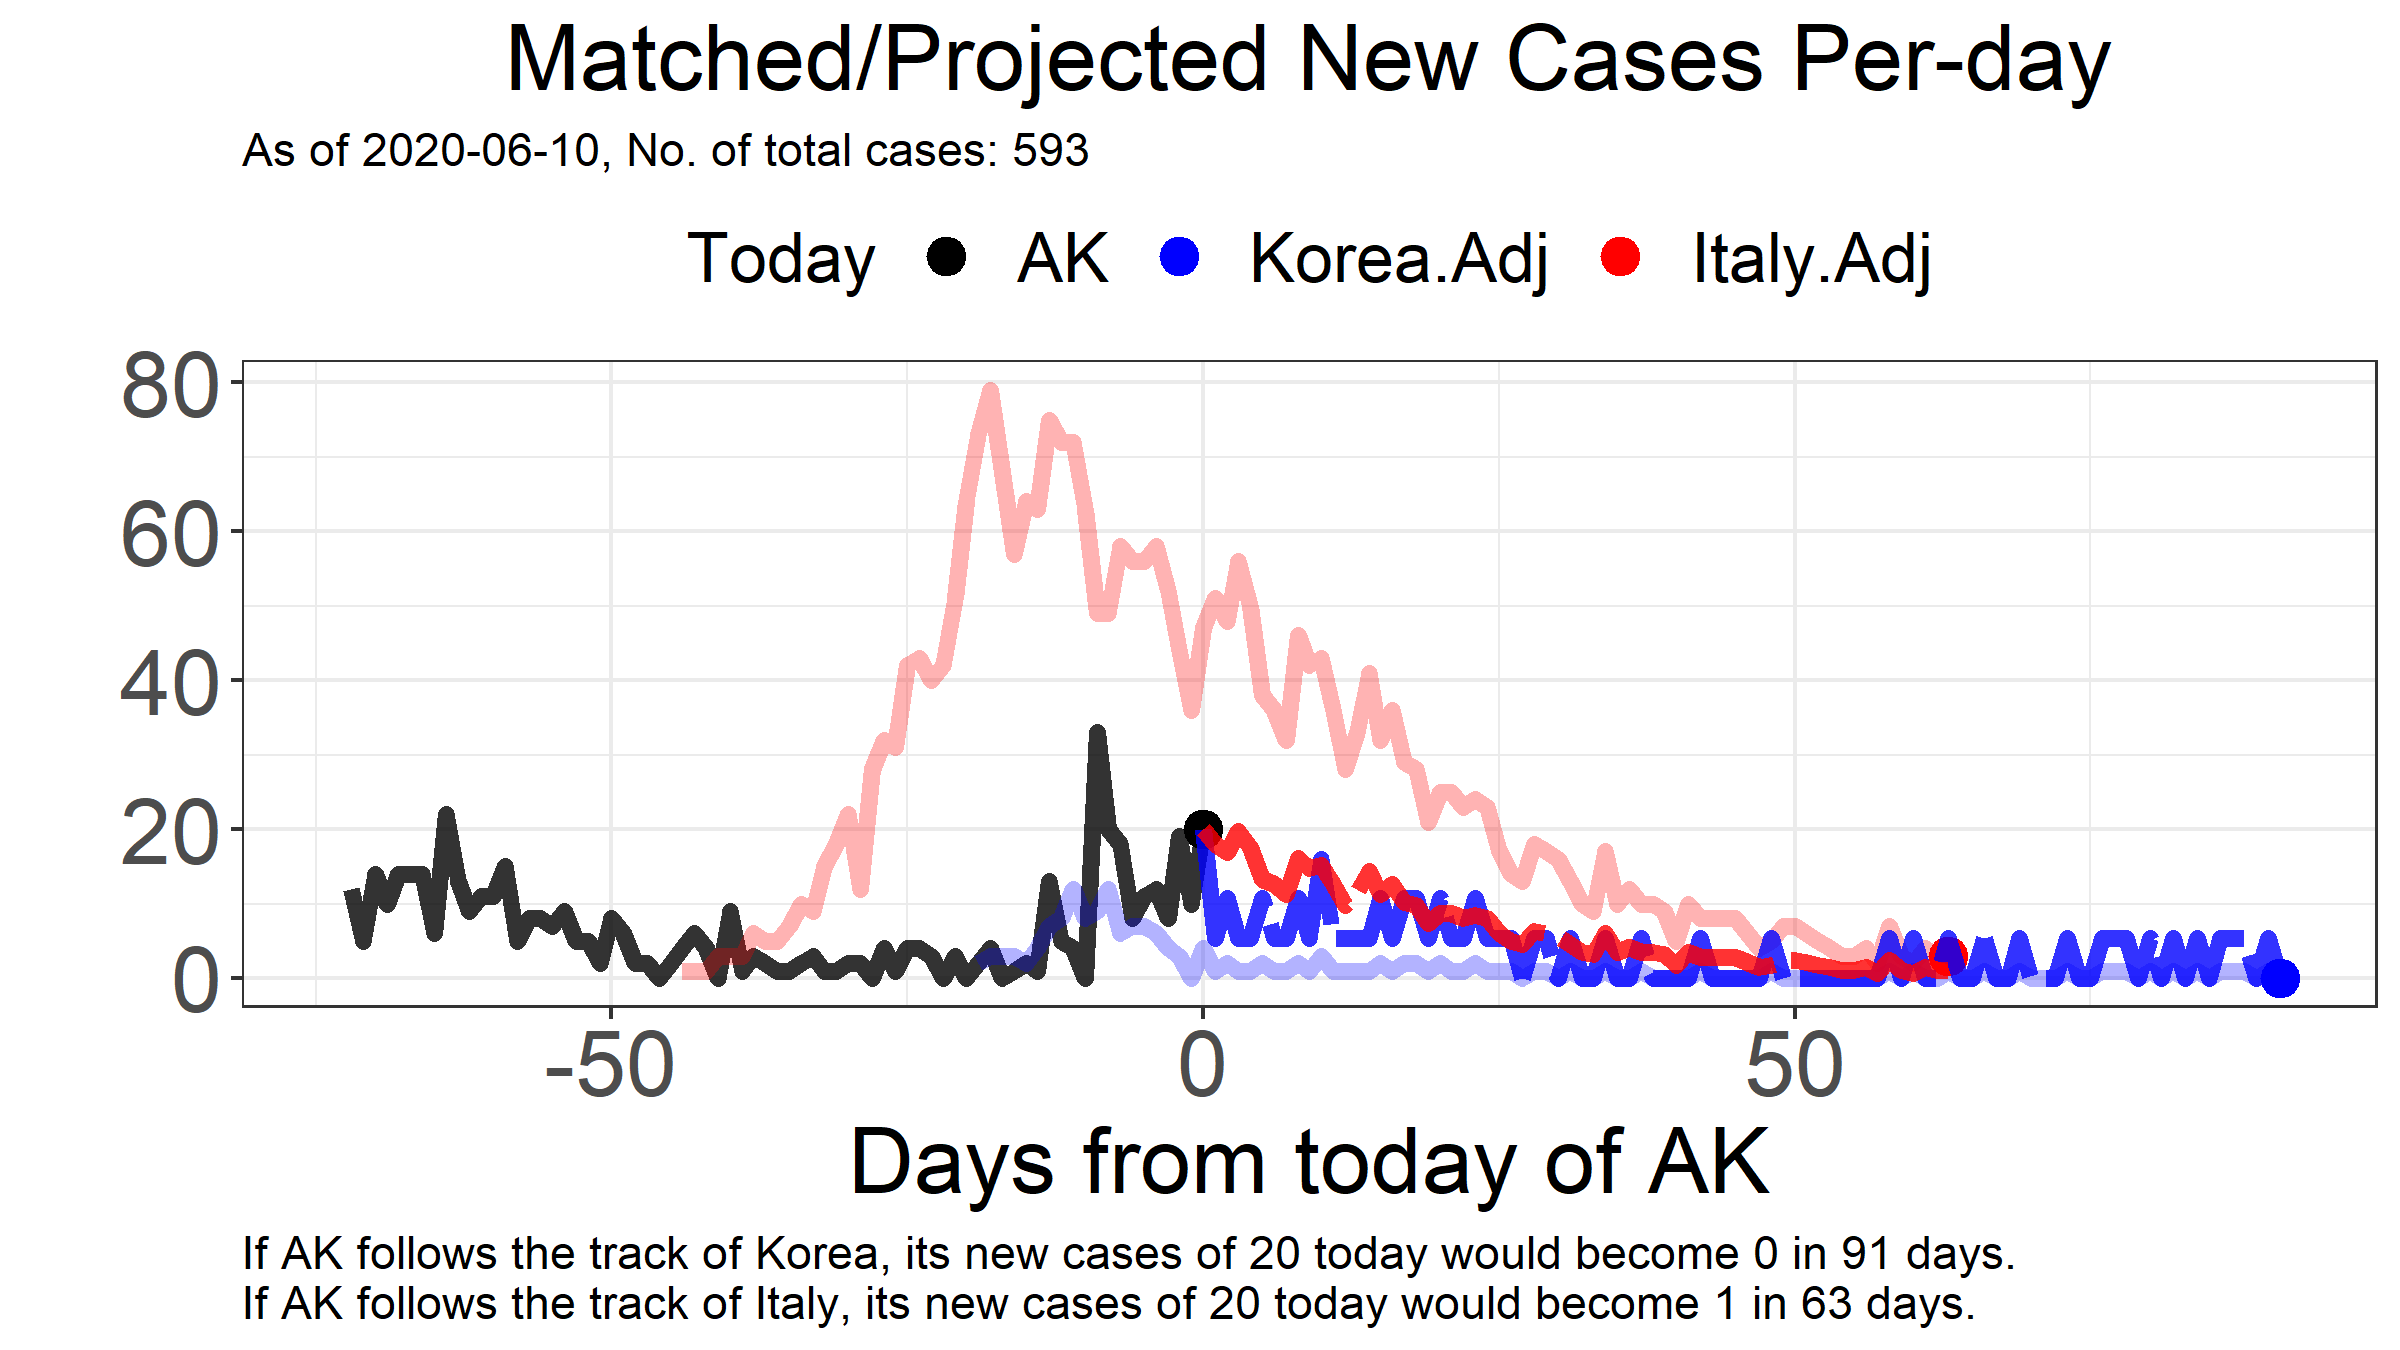 Matched/Projected New Cases Per-day
As of 2020-06-10, No. of total cases: 593
Today AK Korea.Adj Italy.Adj
80
60
40
20
0
-50 0 50
Days from today of AK
If AK follows the track of Korea, its new cases of 20 today would become 0 in 91 days.
If AK follows the track of Italy, its new cases of 20 today would become 1 in 63 days.